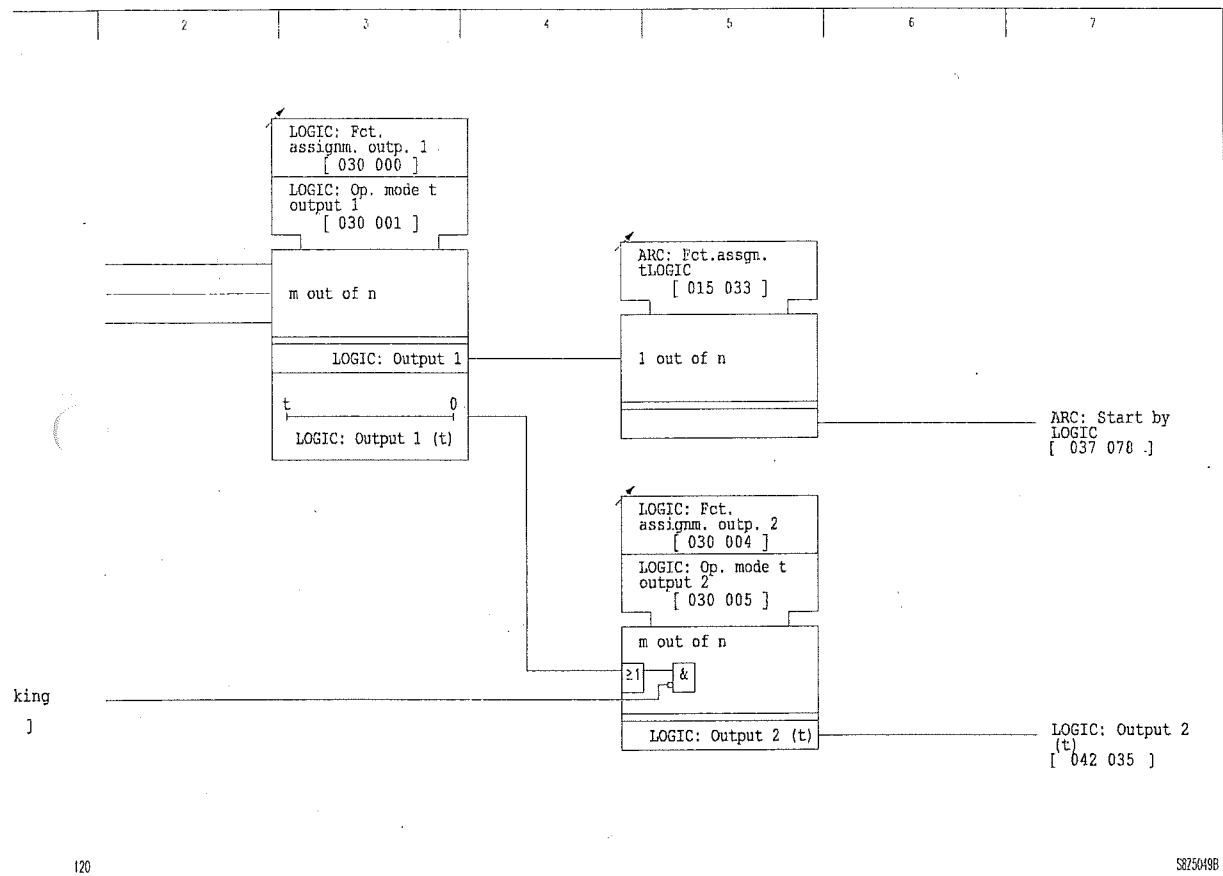 2 3 4 5 6 7
LOGIC: Fct.
assignm. outp. 1
[ 030 000 ]
LOGIC: Op. mode t
output 1
[ 030 001 ]
m out of n
LOGIC: Output 1
t 0
LOGIC: Output 1 (t)
ARC: Fct.assgn.
tLOGIC
[ 015 033 ]
1 out of n
ARC: Start by
LOGIC
[ 037 078 ]
LOGIC: Fct.
assignm. outp. 2
[ 030 004 ]
LOGIC: Op. mode t
output 2
[ 030 005 ]
m out of n
≥1 &
king
]
LOGIC: Output 2 (t)
LOGIC: Output 2
(t)
[ 042 035 ]
120
S8Z5049B